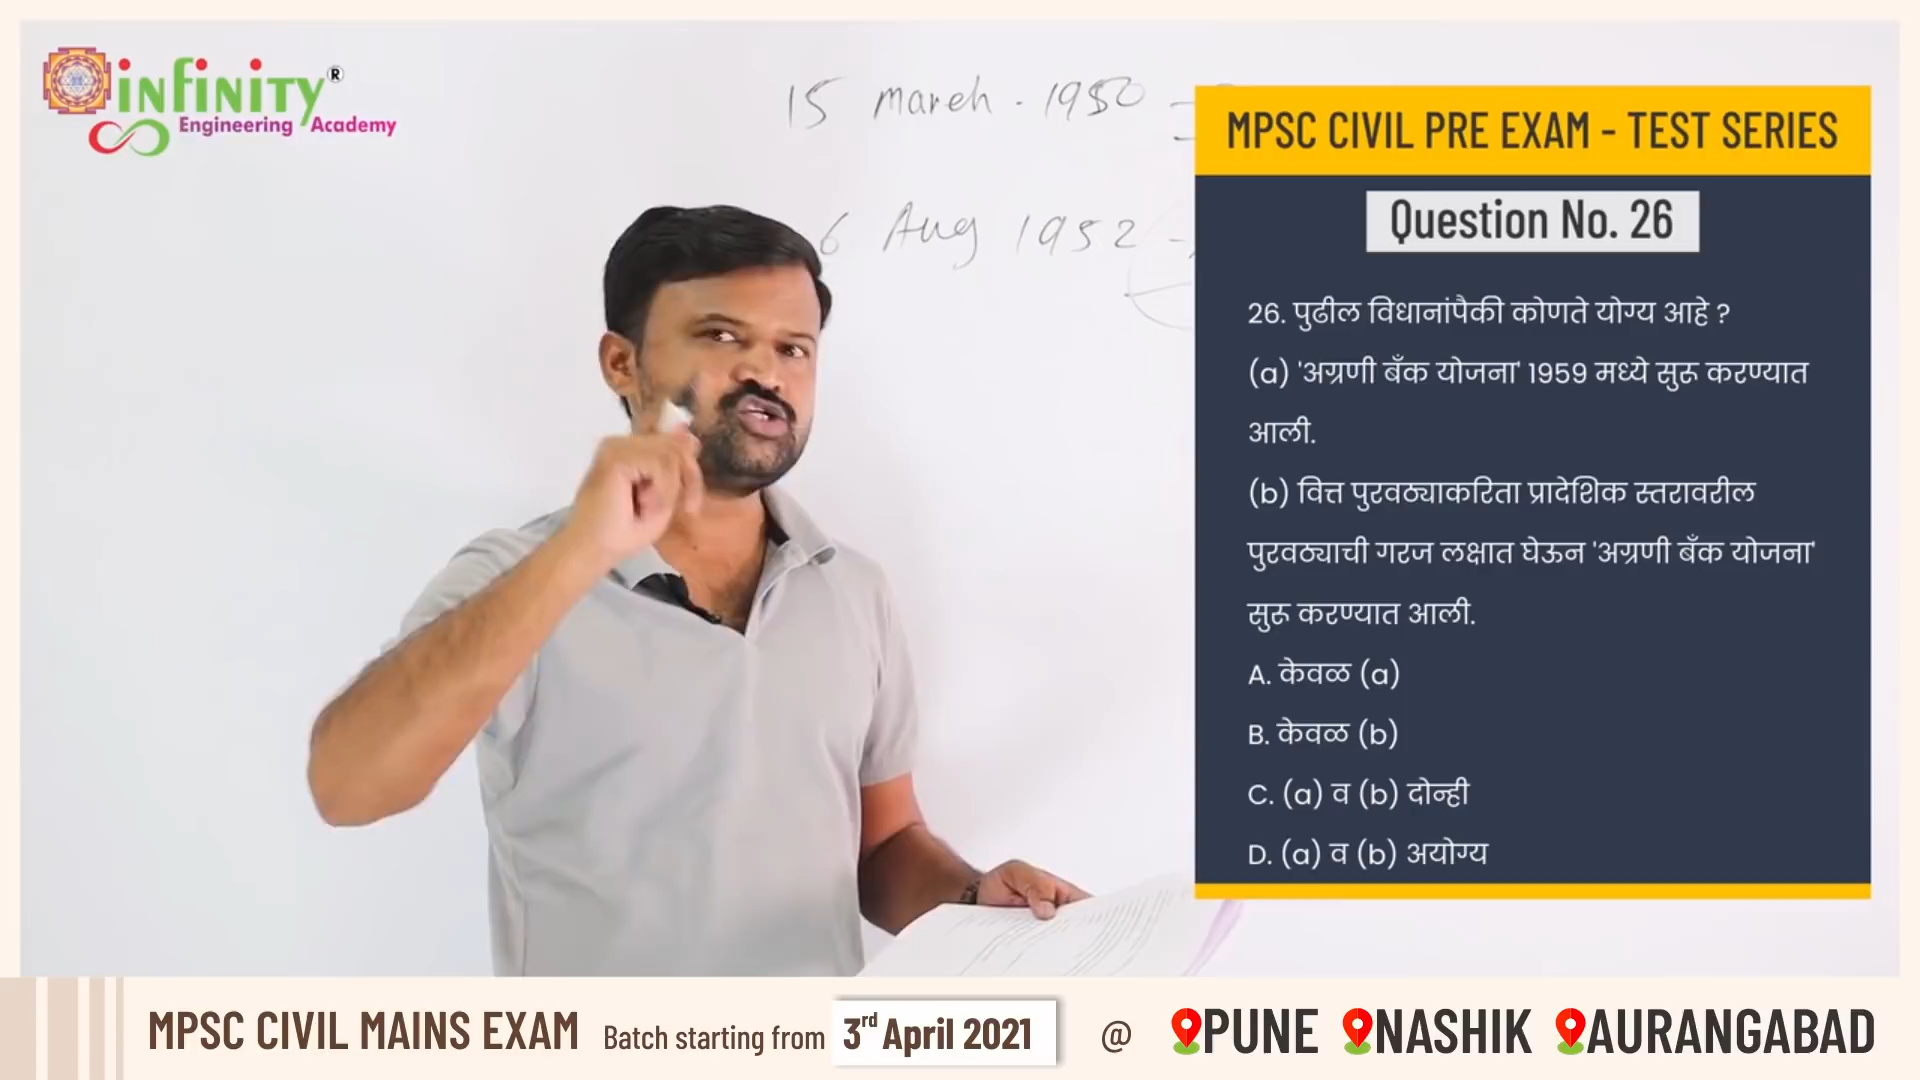 infinity®
Engineering Academy
15 march - 1950 -
6 Aug 1952 -
MPSC CIVIL PRE EXAM - TEST SERIES
Question No. 26
26. पुढील विधानांपैकी कोणते योग्य आहे ?
(a) 'अग्रणी बँक योजना' 1959 मध्ये सुरू करण्यात
आली.
(b) वित्त पुरवठ्याकरिता प्रादेशिक स्तरावरील
पुरवठ्याची गरज लक्षात घेऊन 'अग्रणी बँक योजना'
सुरू करण्यात आली.
A. केवळ (a)
B. केवळ (b)
C. (a) व (b) दोन्ही
D. (a) व (b) अयोग्य
MPSC CIVIL MAINS EXAM Batch starting from 3rd April 2021 @ PUNE NASHIK AURANGABAD